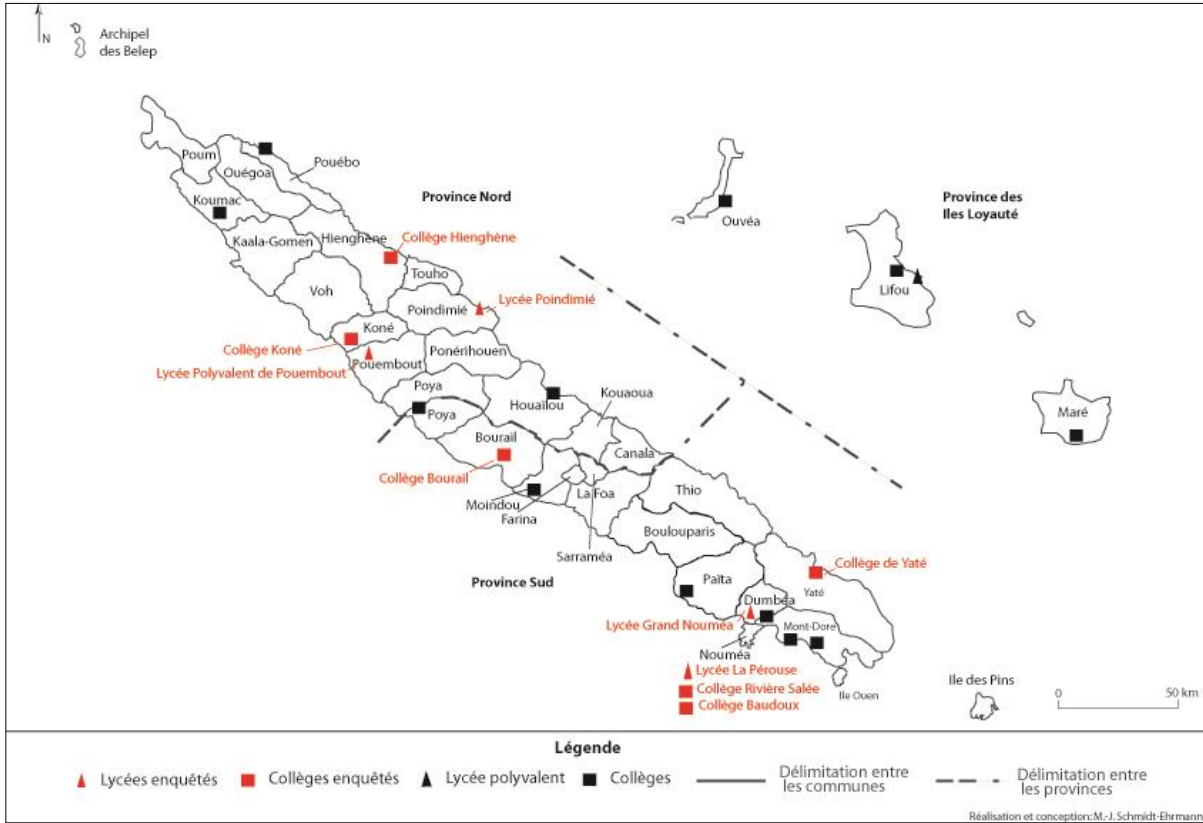 N
Archipel
des Belep
Poum
Ouégoa
Pouébo
Koumac
Province Nord
Province des
Iles Loyauté
Ouvéa
Kaala-Gomen
Hienghène
Collège Hienghène
Touho
Lifou
Voh
Poindimié
Lycée Poindimié
Koné
Collège Koné
Ponérihouen
Pouembout
Lycée Polyvalent de Pouembout
Poya
Houaïlou
Kouaoua
Poya
Maré
Bourail
Canala
Collège Bourail
Moindou
La Foa
Thio
Farina
Boulouparis
Sarraméa
Province Sud
Collège de Yaté
Païta
Yaté
Dumbéa
Lycée Grand Nouméa
Mont-Dore
Nouméa
Lycée La Pérouse
Collège Rivière Salée
Collège Baudoux
Ile Ouen
Ile des Pins
0
50 km
Légende
Lycées enquêtés
Collèges enquêtés
Lycée polyvalent
Collèges
Délimitation entre
les communes
Délimitation entre
les provinces
Réalisation et conception: M.-J. Schmidt-Ehrmann